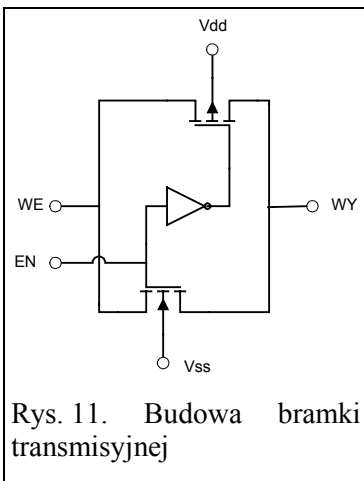 Vdd
WE
WY
EN
Vss
Rys. 11. Budowa bramki
transmisyjnej